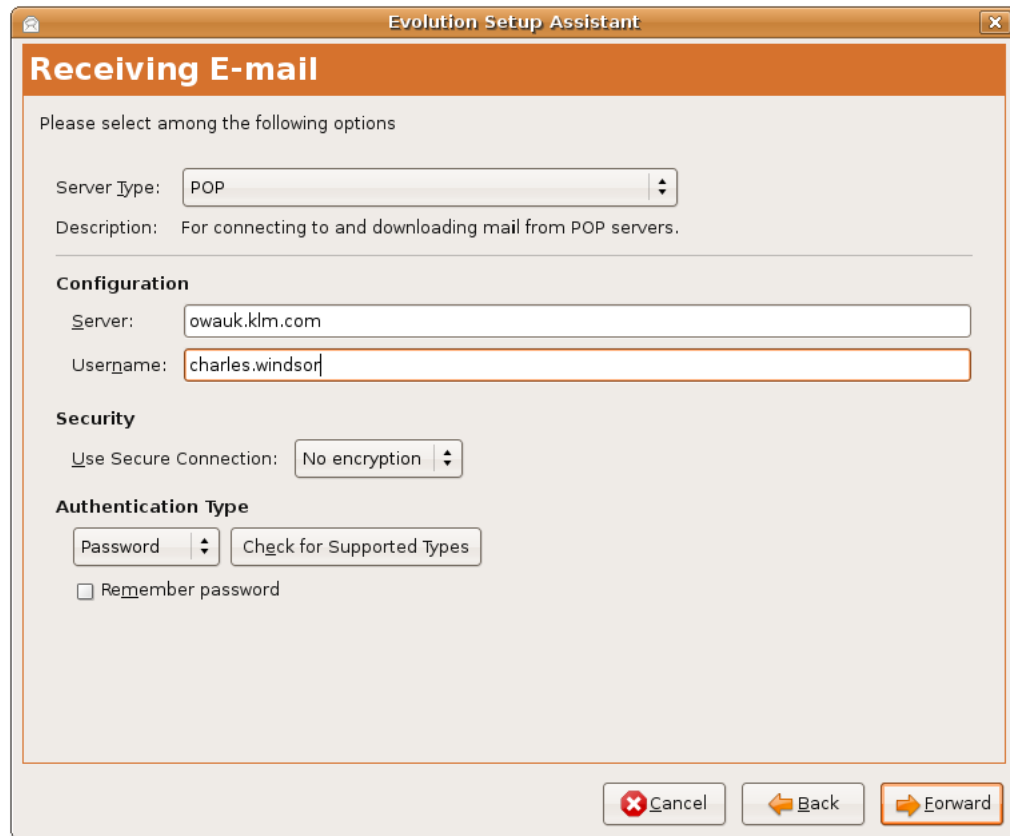 Evolution Setup Assistant
Receiving E-mail
Please select among the following options
Server Type: POP
Description: For connecting to and downloading mail from POP servers.
Configuration
Server: owauk.klm.com
Username: charles.windsor
Security
Use Secure Connection: No encryption
Authentication Type
Password Check for Supported Types
Remember password
Cancel Back Forward